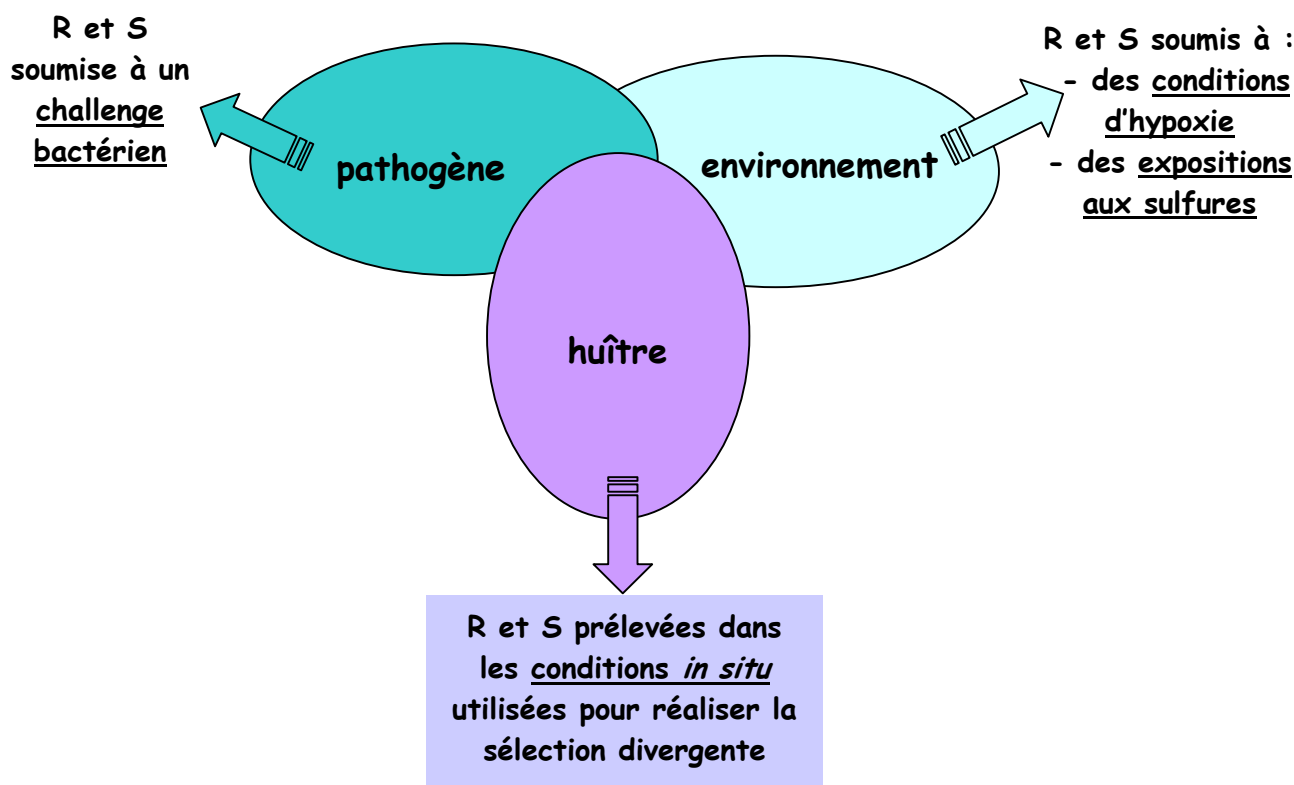 R et S
soumise à un
challenge
bactérien
pathogène
environnement
R et S soumis à :
- des conditions
d'hypoxie
- des expositions
aux sulfures
huître
R et S prélevées dans
les conditions in situ
utilisées pour réaliser la
sélection divergente